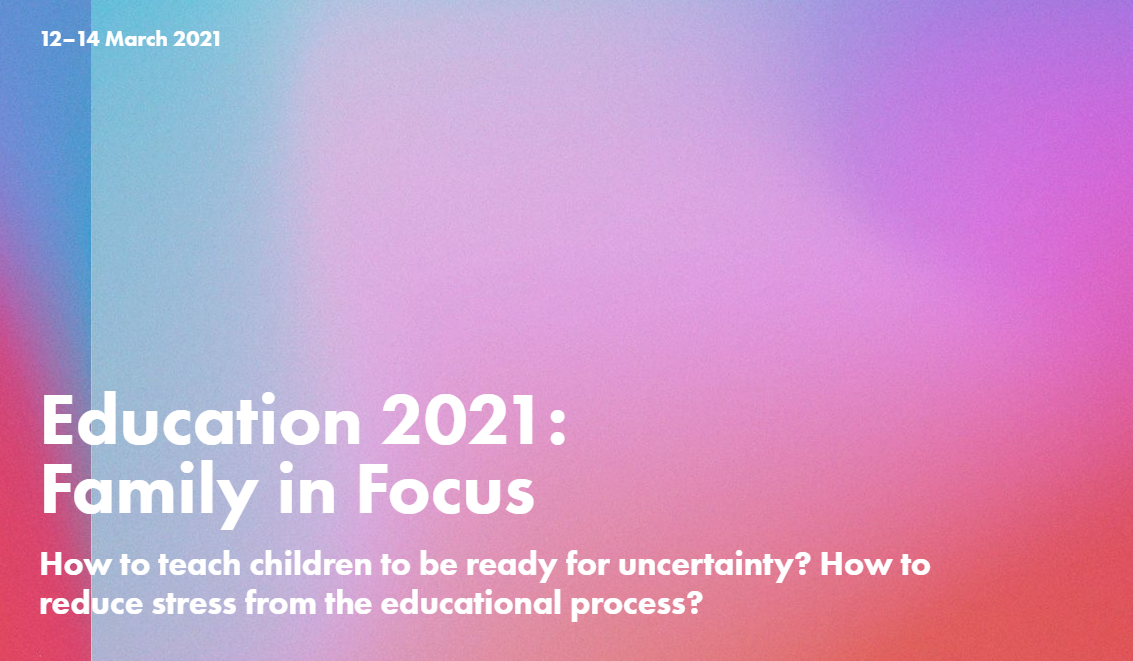 12–14 March 2021
Education 2021:
Family in Focus
How to teach children to be ready for uncertainty? How to
reduce stress from the educational process?